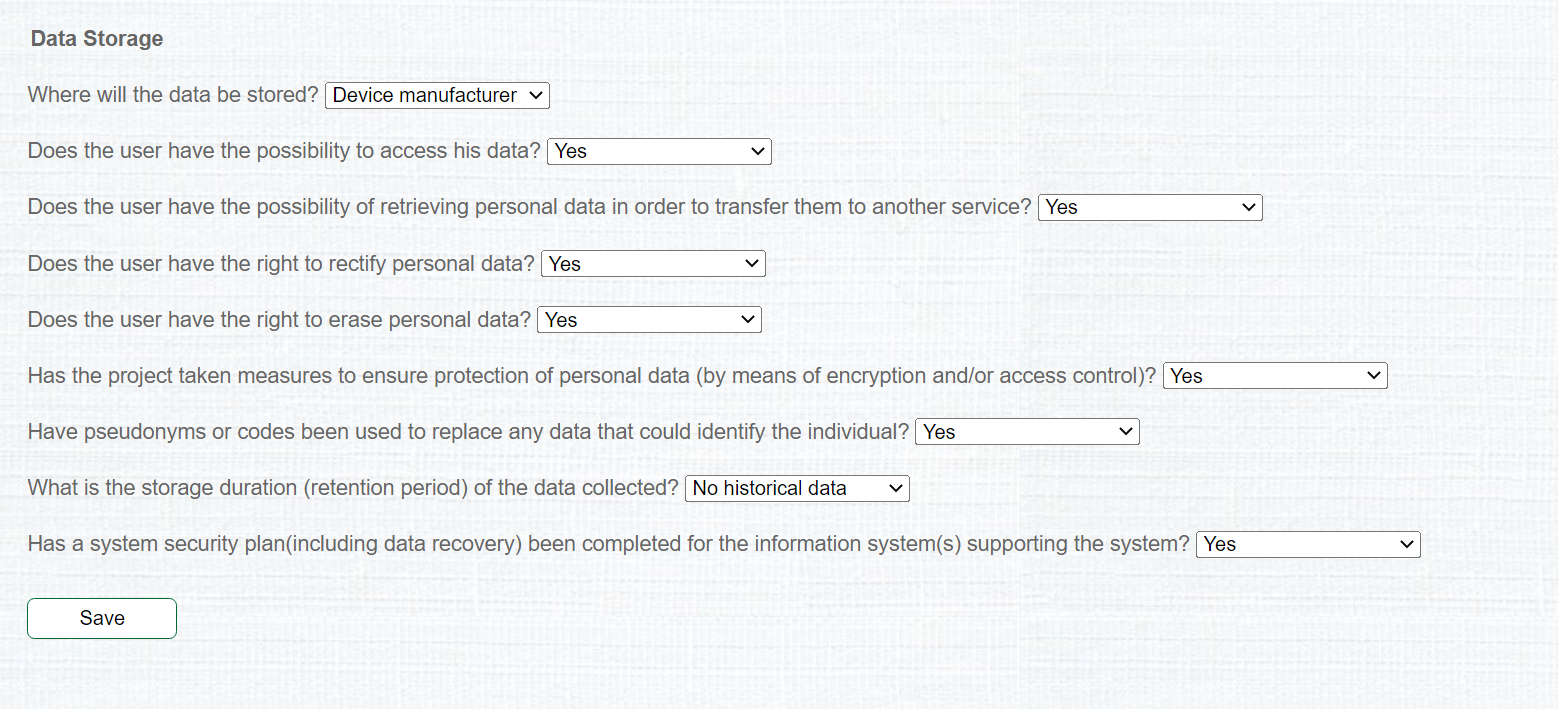 Data Storage
Where will the data be stored? Device manufacturer
Does the user have the possibility to access his data? Yes
Does the user have the possibility of retrieving personal data in order to transfer them to another service? Yes
Does the user have the right to rectify personal data? Yes
Does the user have the right to erase personal data? Yes
Has the project taken measures to ensure protection of personal data (by means of encryption and/or access control)? Yes
Have pseudonyms or codes been used to replace any data that could identify the individual? Yes
What is the storage duration (retention period) of the data collected? No historical data
Has a system security plan(including data recovery) been completed for the information system(s) supporting the system? Yes
Save